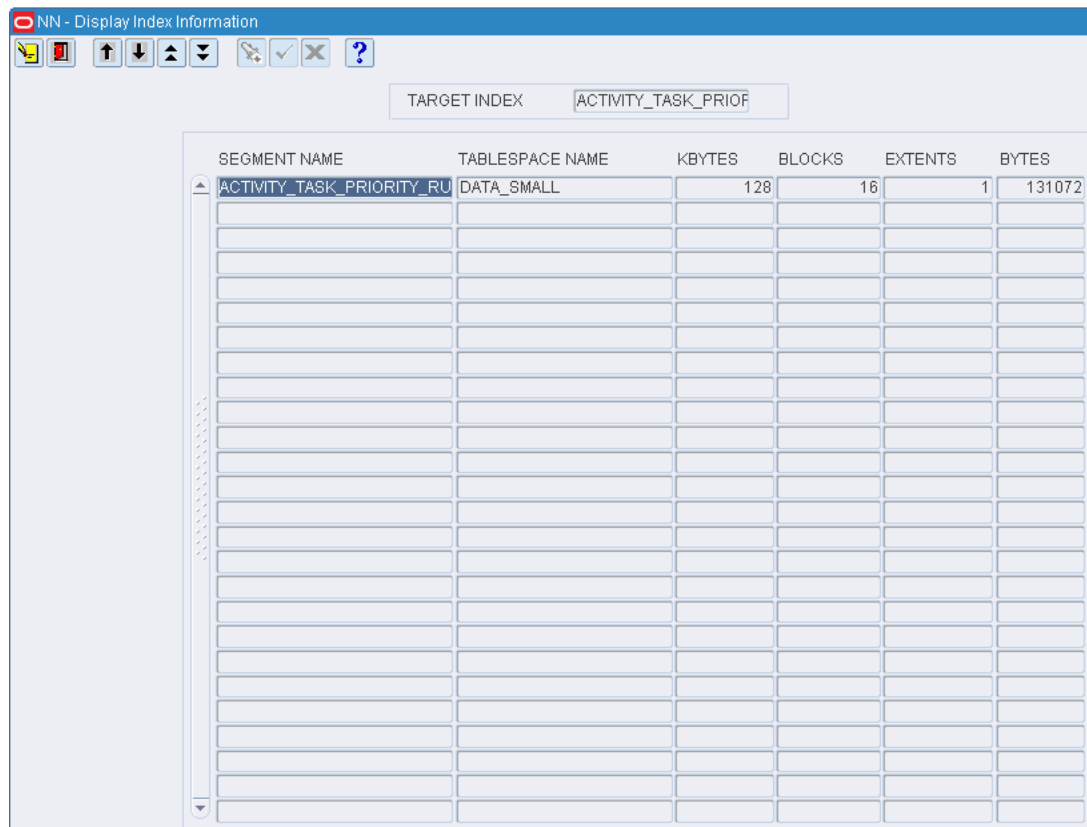 NN - Display Index Information
?
TARGET INDEX ACTIVITY_TASK_PRIOF
SEGMENT NAME TABLESPACE NAME KBYTES BLOCKS EXTENTS BYTES
ACTIVITY_TASK_PRIORITY_RU DATA_SMALL 128 16 1 131072